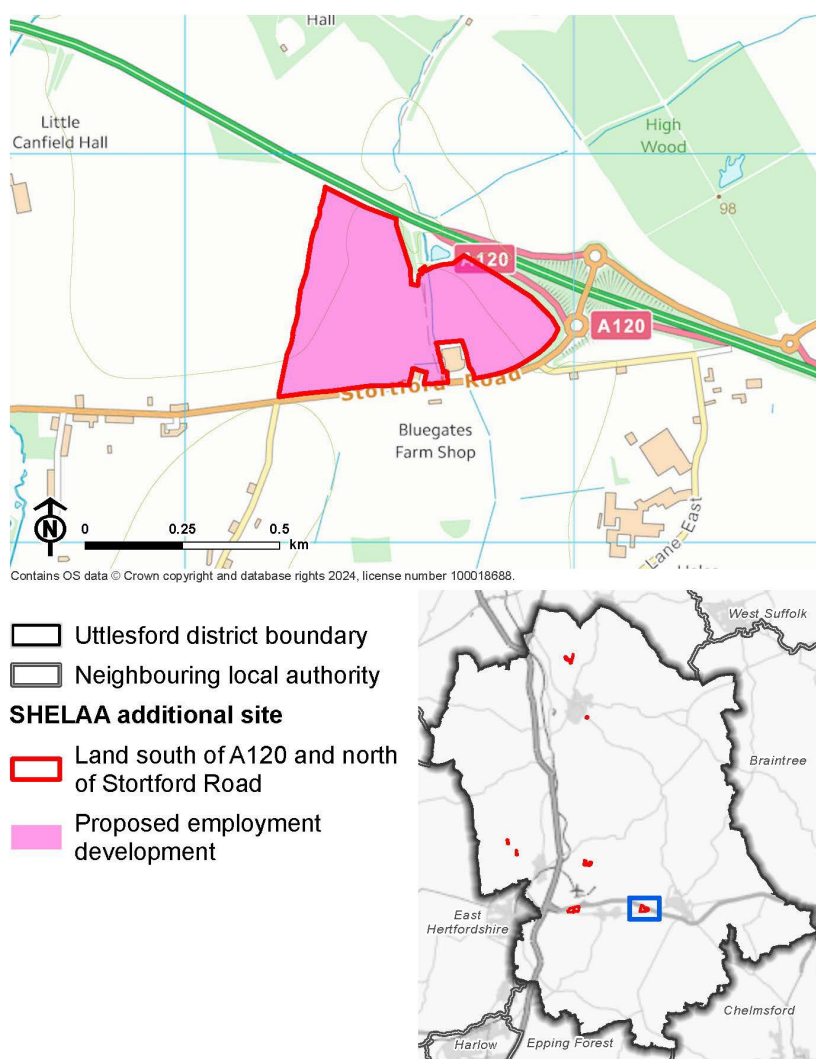 Hall
Little
Canfield Hall
High
Wood
98
A120
A120
Stortford Road
Bluegates
Farm Shop
Lane East
N
0 0.25 0.5
km
Contains OS data © Crown copyright and database rights 2024, license number 100018688.
Uttlesford district boundary
Neighbouring local authority
SHELAA additional site
Land south of A120 and north
of Stortford Road
Proposed employment
development
West Suffolk
Braintree
East
Hertfordshire
Chelmsford
Epping Forest
Harlow